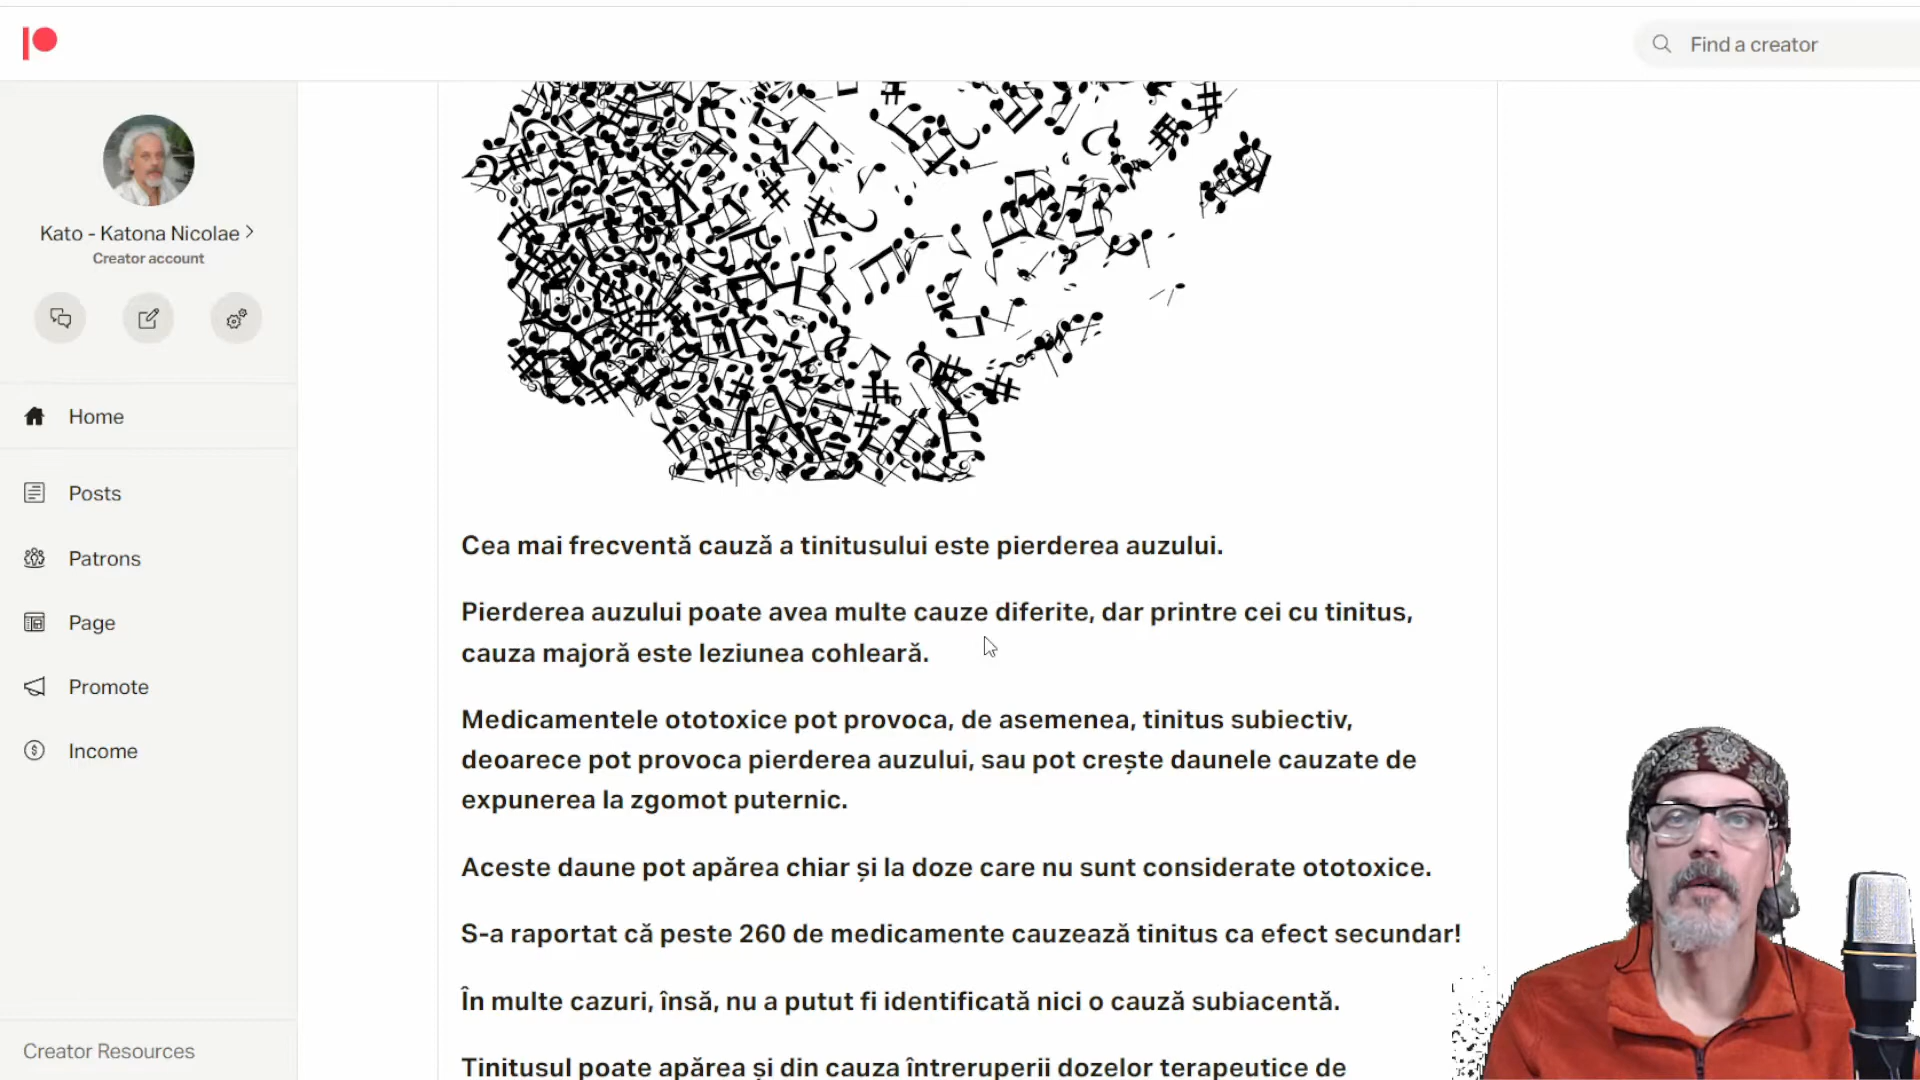 Find a creator
Kato - Katona Nicolae
Creator account
Home
Posts
Patrons
Page
Promote
Income
Creator Resources
Cea mai frecventă cauză a tinitusului este pierderea auzului.
Pierderea auzului poate avea multe cauze diferite, dar printre cei cu tinitus,
cauza majoră este leziunea cohleară.
Medicamentele ototoxice pot provoca, de asemenea, tinitus subiectiv,
deoarece pot provoca pierderea auzului, sau pot crește daunele cauzate de
expunerea la zgomot puternic.
Aceste daune pot apărea chiar și la doze care nu sunt considerate ototoxice.
S-a raportat că peste 260 de medicamente cauzează tinitus ca efect secundar!
În multe cazuri, însă, nu a putut fi identificată nici o cauză subiacentă.
Tinitusul poate apărea și din cauza întreruperii dozelor terapeutice de